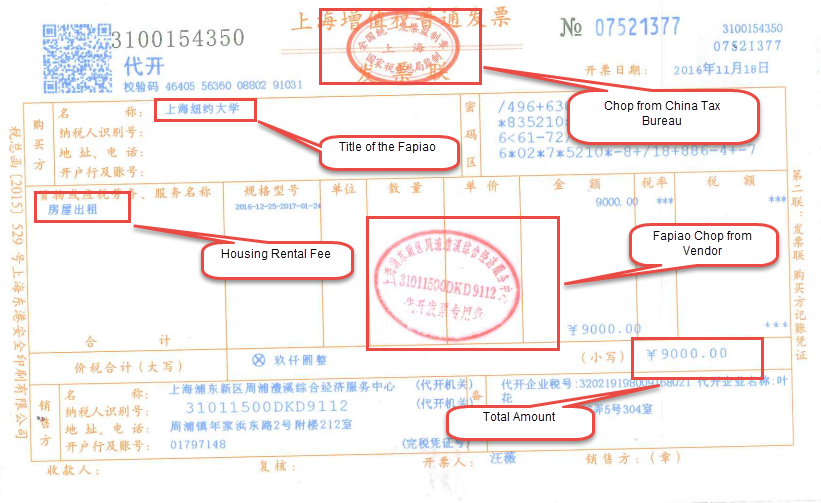 上海增值税普通发票
3100154350
№ 07521377
3100154350
07521377
代开
全国统一发票监制章
上海
国家税务总局监制
发票联
校验码 46405 56360 08802 91031
开票日期: 2016年11月18日
Chop from China Tax Bureau
购买方
名 称: 上海纽约大学
纳税人识别号:
地址、电话:
开户行及账号:
密码区
/496+63
*835210
6<61-72
6*02*7*5210*-8+/18+886-4+-7
Title of the Fapiao
货物或应税劳务、服务名称 规格型号 单位 数量 单价 金额 税率 税额
房屋出租 2016-12-25-2017-01-24 9000.00 *** ***
Housing Rental Fee
Fapiao Chop from Vendor
上海浦东新区周浦澧溪综合经济服务中心
31011500DKD9112
代开发票专用章
合计 ￥9000.00 ***
价税合计(大写) ⊗ 玖仟圆整 (小写) ￥9000.00
Total Amount
销售方
名 称: 上海浦东新区周浦澧溪综合经济服务中心 (代开机关)
纳税人识别号: 31011500DKD9112 (代开机关)
地址、电话: 周浦镇年家浜东路2号附楼212室
开户行及账号: 01797148 (完税凭证号)
备
代开企业税号:320219198009168021 代开企业名称:叶
花
弄5号304室
收款人: 复核: 开票人: 汪薇 销售方:(章)
税总函[2015]529号上海东港安全印刷有限公司
第二联:发票联 购买方记账凭证